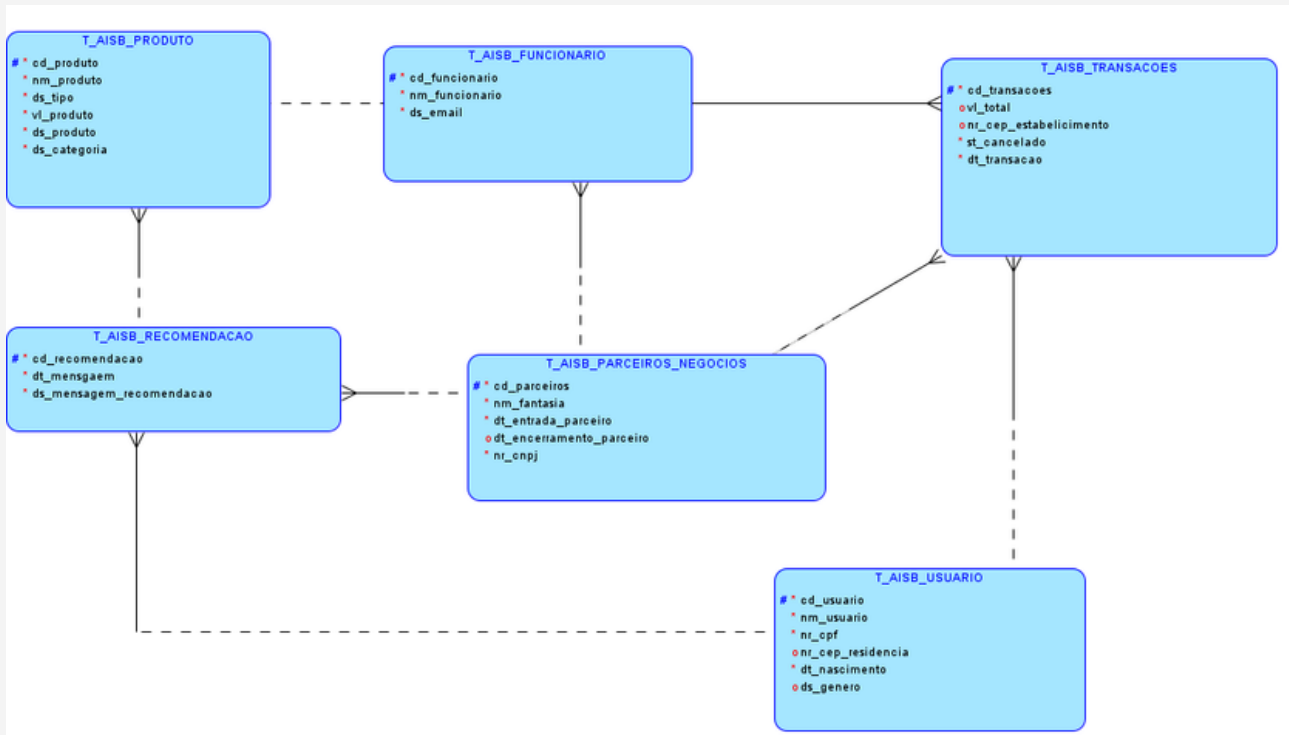 T_AISB_PRODUTO
# * cd_produto
* nm_produto
* ds_tipo
* vl_produto
* ds_produto
* ds_categoria
T_AISB_FUNCIONARIO
# * cd_funcionario
* nm_funcionario
* ds_email
T_AISB_TRANSACOES
# * cd_transacoes
o vl_total
o nr_cep_estabelicimento
* st_cancelado
* dt_transacao
T_AISB_RECOMENDACAO
# * cd_recomendacao
* dt_mensgaem
* ds_mensagem_recomendacao
T_AISB_PARCEIROS_NEGOCIOS
# * cd_parceiros
* nm_fantasia
* dt_entrada_parceiro
o dt_encerramento_parceiro
* nr_cnpj
T_AISB_USUARIO
# * cd_usuario
* nm_usuario
* nr_cpf
o nr_cep_residencia
* dt_nascimento
o ds_genero